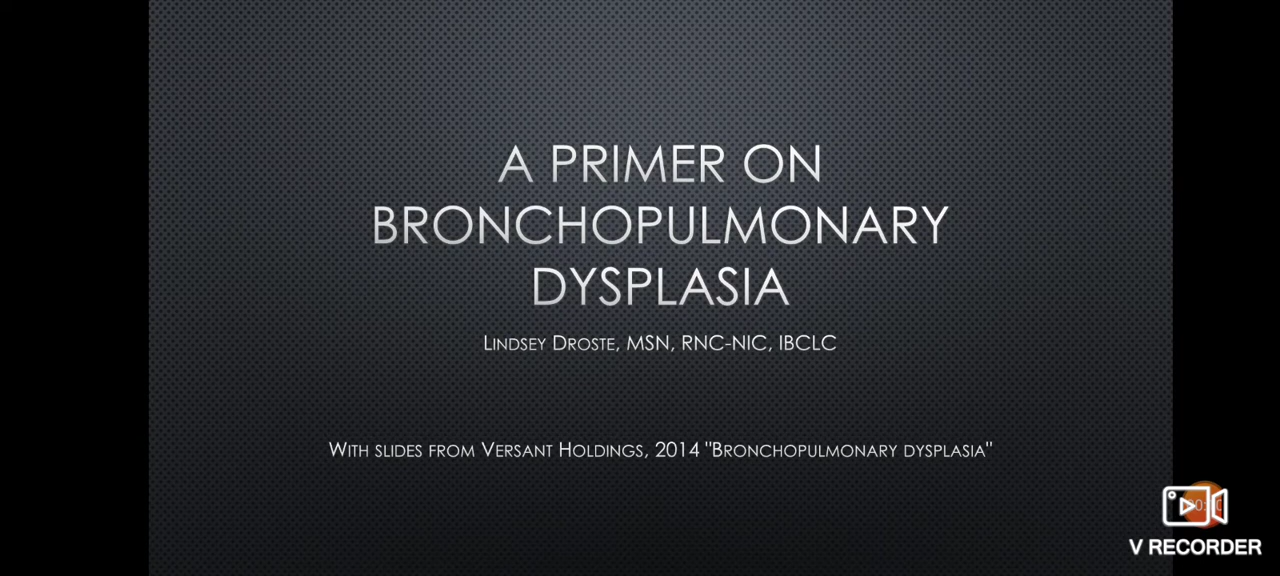 A PRIMER ON
BRONCHOPULMONARY
DYSPLASIA
LINDSEY DROSTE, MSN, RNC-NIC, IBCLC
WITH SLIDES FROM VERSANT HOLDINGS, 2014 "BRONCHOPULMONARY DYSPLASIA"
V RECORDER